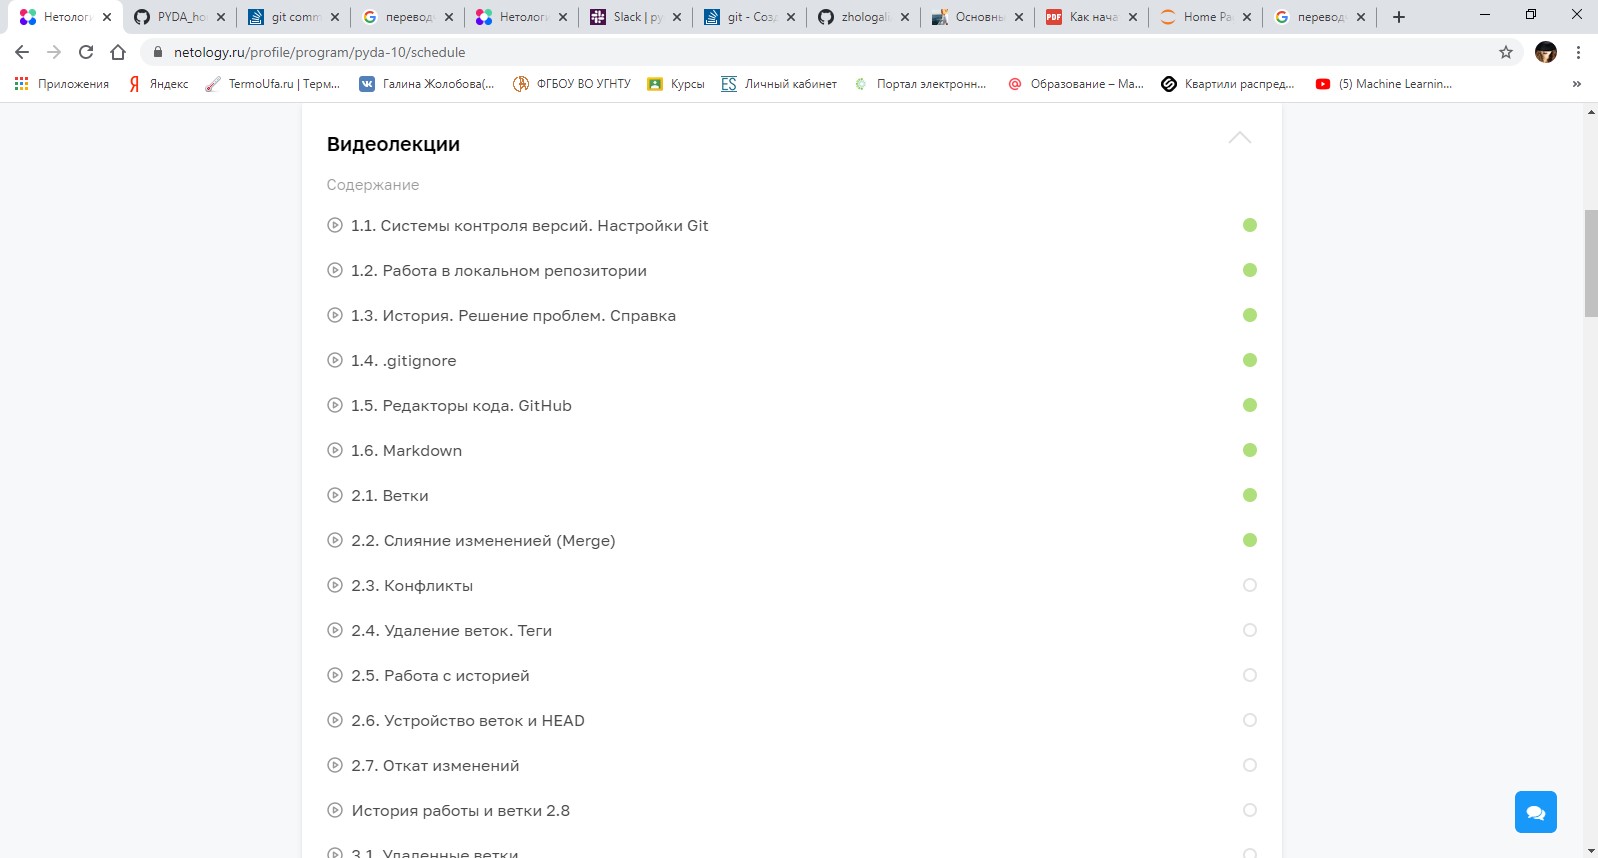 Нетологи
PYDA_ho
git comm
перевод
Нетологи
Slack | py
git - Созд
zhologali
Основны
Как нача
Home Pa
перевод
netology.ru/profile/program/pyda-10/schedule
Приложения
Яндекс
TermoUfa.ru | Терм...
Галина Жолобова(...
ФГБОУ ВО УГНТУ
Курсы
Личный кабинет
Портал электронн...
Образование – Ма...
Квартили распред...
(5) Machine Learnin...
Видеолекции
Содержание
1.1. Системы контроля версий. Настройки Git
1.2. Работа в локальном репозитории
1.3. История. Решение проблем. Справка
1.4. .gitignore
1.5. Редакторы кода. GitHub
1.6. Markdown
2.1. Ветки
2.2. Слияние измененией (Merge)
2.3. Конфликты
2.4. Удаление веток. Теги
2.5. Работа с историей
2.6. Устройство веток и HEAD
2.7. Откат изменений
История работы и ветки 2.8
3.1. Удаленные ветки